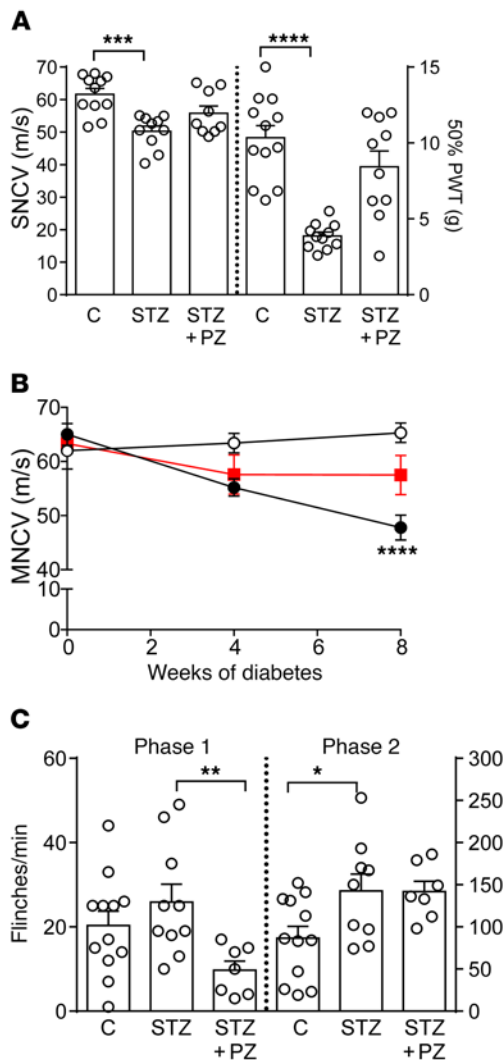 A
*** ****
70 15
60
50 10
40
30
20 5
10
0 0
SNCV (m/s)
50% PWT (g)
C STZ STZ C STZ STZ
+ PZ + PZ
B
70
60
50
40
10
0
MNCV (m/s)
****
0 2 4 6 8
Weeks of diabetes
C
Phase 1 Phase 2
60 300
** *
250
40 200
150
20 100
50
0 0
Flinches/min
C STZ STZ C STZ STZ
+ PZ + PZ